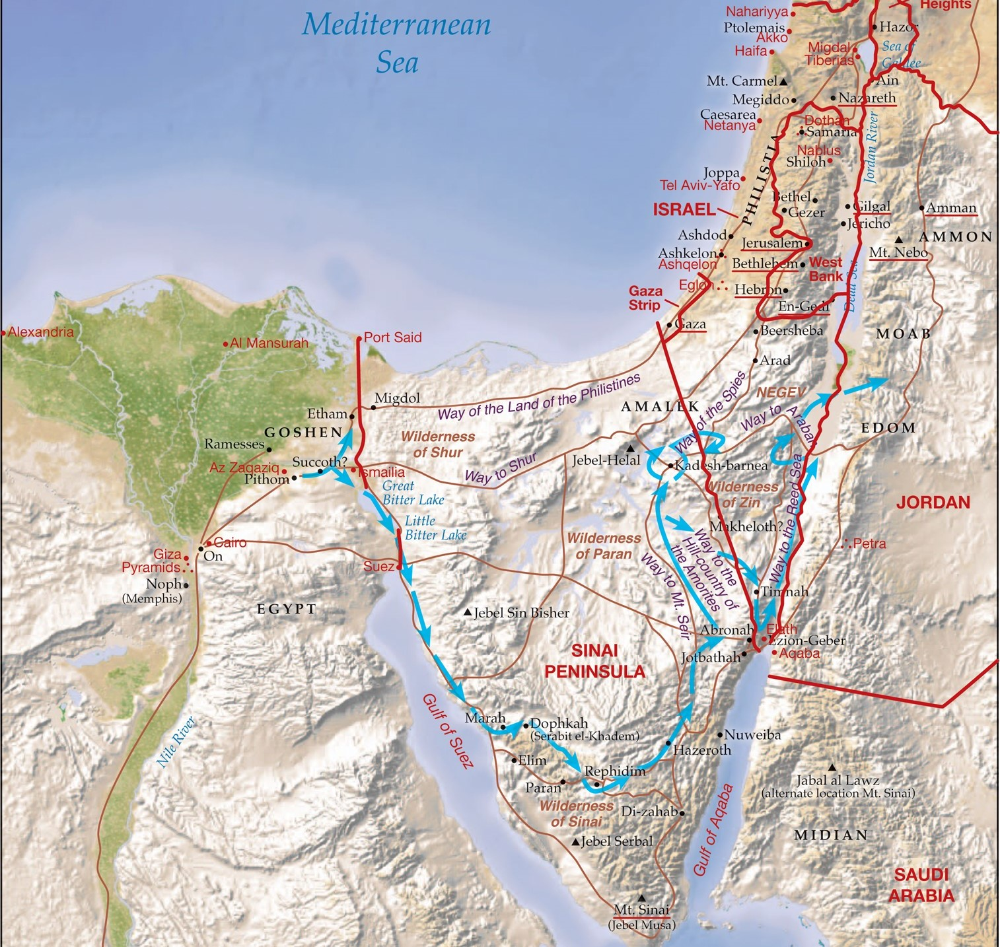 Mediterranean
Sea
Heights
Nahariyya
Ptolemais
Akko
Haifa
Hazor
Migdal
Tiberias
Sea of
Galilee
Mt. Carmel
Ain
Megiddo
Nazareth
Caesarea
Netanya
Dothan
Samaria
Jordan River
PHILISTIA
Nablus
Shiloh
Joppa
Tel Aviv-Yafo
Bethel
Gezer
Gilgal
Amman
ISRAEL
Jericho
Ashdod
AMMON
Jerusalem
Mt. Nebo
Ashkelon
Ashqelon
Bethlehem
West
Bank
Dead Sea
Eglon
Hebron
Gaza
Strip
En-Gedi
Gaza
Beersheba
MOAB
Alexandria
Al Mansurah
Port Said
Arad
Way of the Land of the Philistines
Way of the Spies
NEGEV
Migdol
AMALEK
Way to Arabah
Etham
GOSHEN
Wilderness
of Shur
EDOM
Ramesses
Succoth?
Jebel-Helal
Kadesh-barnea
Az Zaqaziq
Pithom
Ismailia
Way to Shur
Great
Bitter Lake
Wilderness
of Zin
JORDAN
Little
Bitter Lake
Makheloth?
Way to the Reed Sea
Wilderness
of Paran
Way to the
Hill-country of
the Amorites
Way to Mt. Seir
Petra
Cairo
On
Giza
Pyramids
Suez
Noph
(Memphis)
Timnah
EGYPT
Jebel Sin Bisher
Abronah
Elath
Ezion-Geber
Jotbathah
Aqaba
SINAI
PENINSULA
Gulf of Suez
Nile River
Marah
Dophkah
(Serabit el-Khadem)
Nuweiba
Hazeroth
Elim
Rephidim
Paran
Jabal al Lawz
(alternate location Mt. Sinai)
Wilderness
of Sinai
Di-zahab
Gulf of Aqaba
MIDIAN
Jebel Serbal
SAUDI
ARABIA
Mt. Sinai
(Jebel Musa)